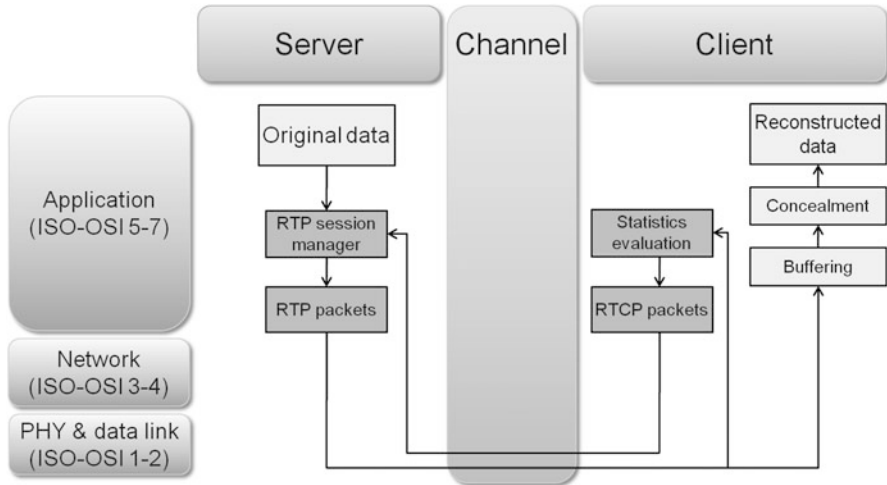 Server
Channel
Client
Application
(ISO-OSI 5-7)
Network
(ISO-OSI 3-4)
PHY & data link
(ISO-OSI 1-2)
Original data
RTP session
manager
RTP packets
Statistics
evaluation
RTCP packets
Reconstructed
data
Concealment
Buffering